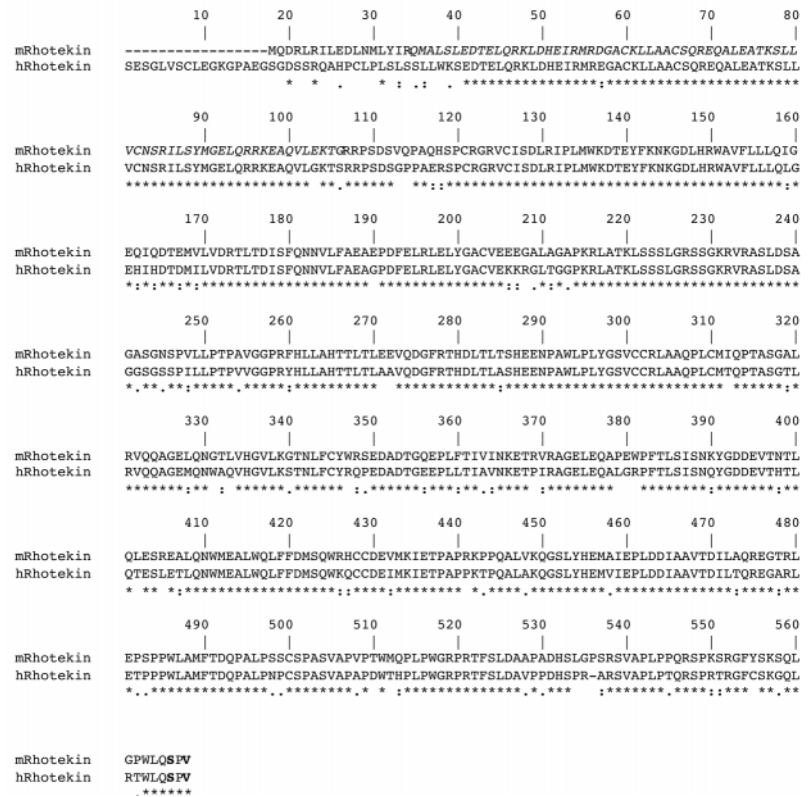 10 20 30 40 50 60 70 80
| | | | | | | |
mRhotekin -----------------MQDRLRILEDLNMLYIRQMALSLEDTELQRKLDHEIRMRDGACKLLAACSQREQALEATKSLL
hRhotekin SESGLVSCLEGKGPAEGSGDSSRQAHPCLPLSLSSLLWKSEDTELQRKLDHEIRMREGACKLLAACSQREQALEATKSLL
* * . * : .: . ****************:***********************
90 100 110 120 130 140 150 160
| | | | | | | |
mRhotekin VCNSRILSYMGELQRRKEAQVLEKTGRRPSDSVQPAQHSPCRGRVCISDLRIPLMWKDTEYFKNKGDLHRWAVFLLLQIG
hRhotekin VCNSRILSYMGELQRRKEAQVLGKTSRRPSDSGPPAERSPCRGRVCISDLRIPLMWKDTEYFKNKGDLHRWAVFLLLQLG
********************** **.****** **::****************************************:*
170 180 190 200 210 220 230 240
| | | | | | | |
mRhotekin EQIQDTEMVLVDRTLTDISFQNNVLFAEAEPDFELRLELYGACVEEEGALAGAPKRLATKLSSSLGRSSGKRVRASLDSA
hRhotekin EHIHDTDMILVDRTLTDISFQNNVLFAEAGPDFELRLELYGACVEKKRGLTGGPKRLATKLSSSLGRSSGKRVRASLDSA
*:*:**:*:******************** ***************:: .*:*.***************************
250 260 270 280 290 300 310 320
| | | | | | | |
mRhotekin GASGNSPVLLPTPAVGGPRFHLLAHTTLTLEEVQDGFRTHDLTLTSHEENPAWLPLYGSVCCRLAAQPLCMIQPTASGAL
hRhotekin GGSGSSPILLPTPVVGGPRYHLLAHTTLTLAAVQDGFRTHDLTLASHEENPAWLPLYGSVCCRLAAQPLCMTQPTASGTL
*.**.**:*****.*****:********** ************:************************** ******:*
330 340 350 360 370 380 390 400
| | | | | | | |
mRhotekin RVQQAGELQNGTLVHGVLKGTNLFCYWRSEDADTGQEPLFTIVINKETRVRAGELEQAPEWPFTLSISNKYGDDEVTNTL
hRhotekin RVQQAGEMQNWAQVHGVLKSTNLFCYRQPEDADTGEEPLLTIAVNKETPIRAGELEQALGRPFTLSISNQYGDDEVTHTL
*******:** : ******.****** :.******:***:**.:**** :******** ********:*******:**
410 420 430 440 450 460 470 480
| | | | | | | |
mRhotekin QLESREALQNWMEALWQLFFDMSQWRHCCDEVMKIETPAPRKPPQALVKQGSLYHEMAIEPLDDIAAVTDILAQREGTRL
hRhotekin QTESLETLQNWMEALWQLFFDMSQWKQCCDEIMKIETPAPPKTPQALAKQGSLYHEMVIEPLDDIAAVTDILTQREGARL
* ** *:******************::****:******** *.****.*********.**************:****:**
490 500 510 520 530 540 550 560
| | | | | | | |
mRhotekin EPSPPWLAMFTDQPALPSSCSPASVAPVPTWMQPLPWGRPRTFSLDAAPADHSLGPSRSVAPLPPQRSPKSRGFYSKSQL
hRhotekin ETPPPWLAMFTDQPALPNPCSPASVAPAPDWTHPLPWGRPRTFSLDAVPPDHSPR-ARSVAPLPTQRSPRTRGFCSKGQL
*..**************..********.* * :**************.*.*** :*******.****::*** **.**
mRhotekin GPWLQSPV
hRhotekin RTWLQSPV
.******